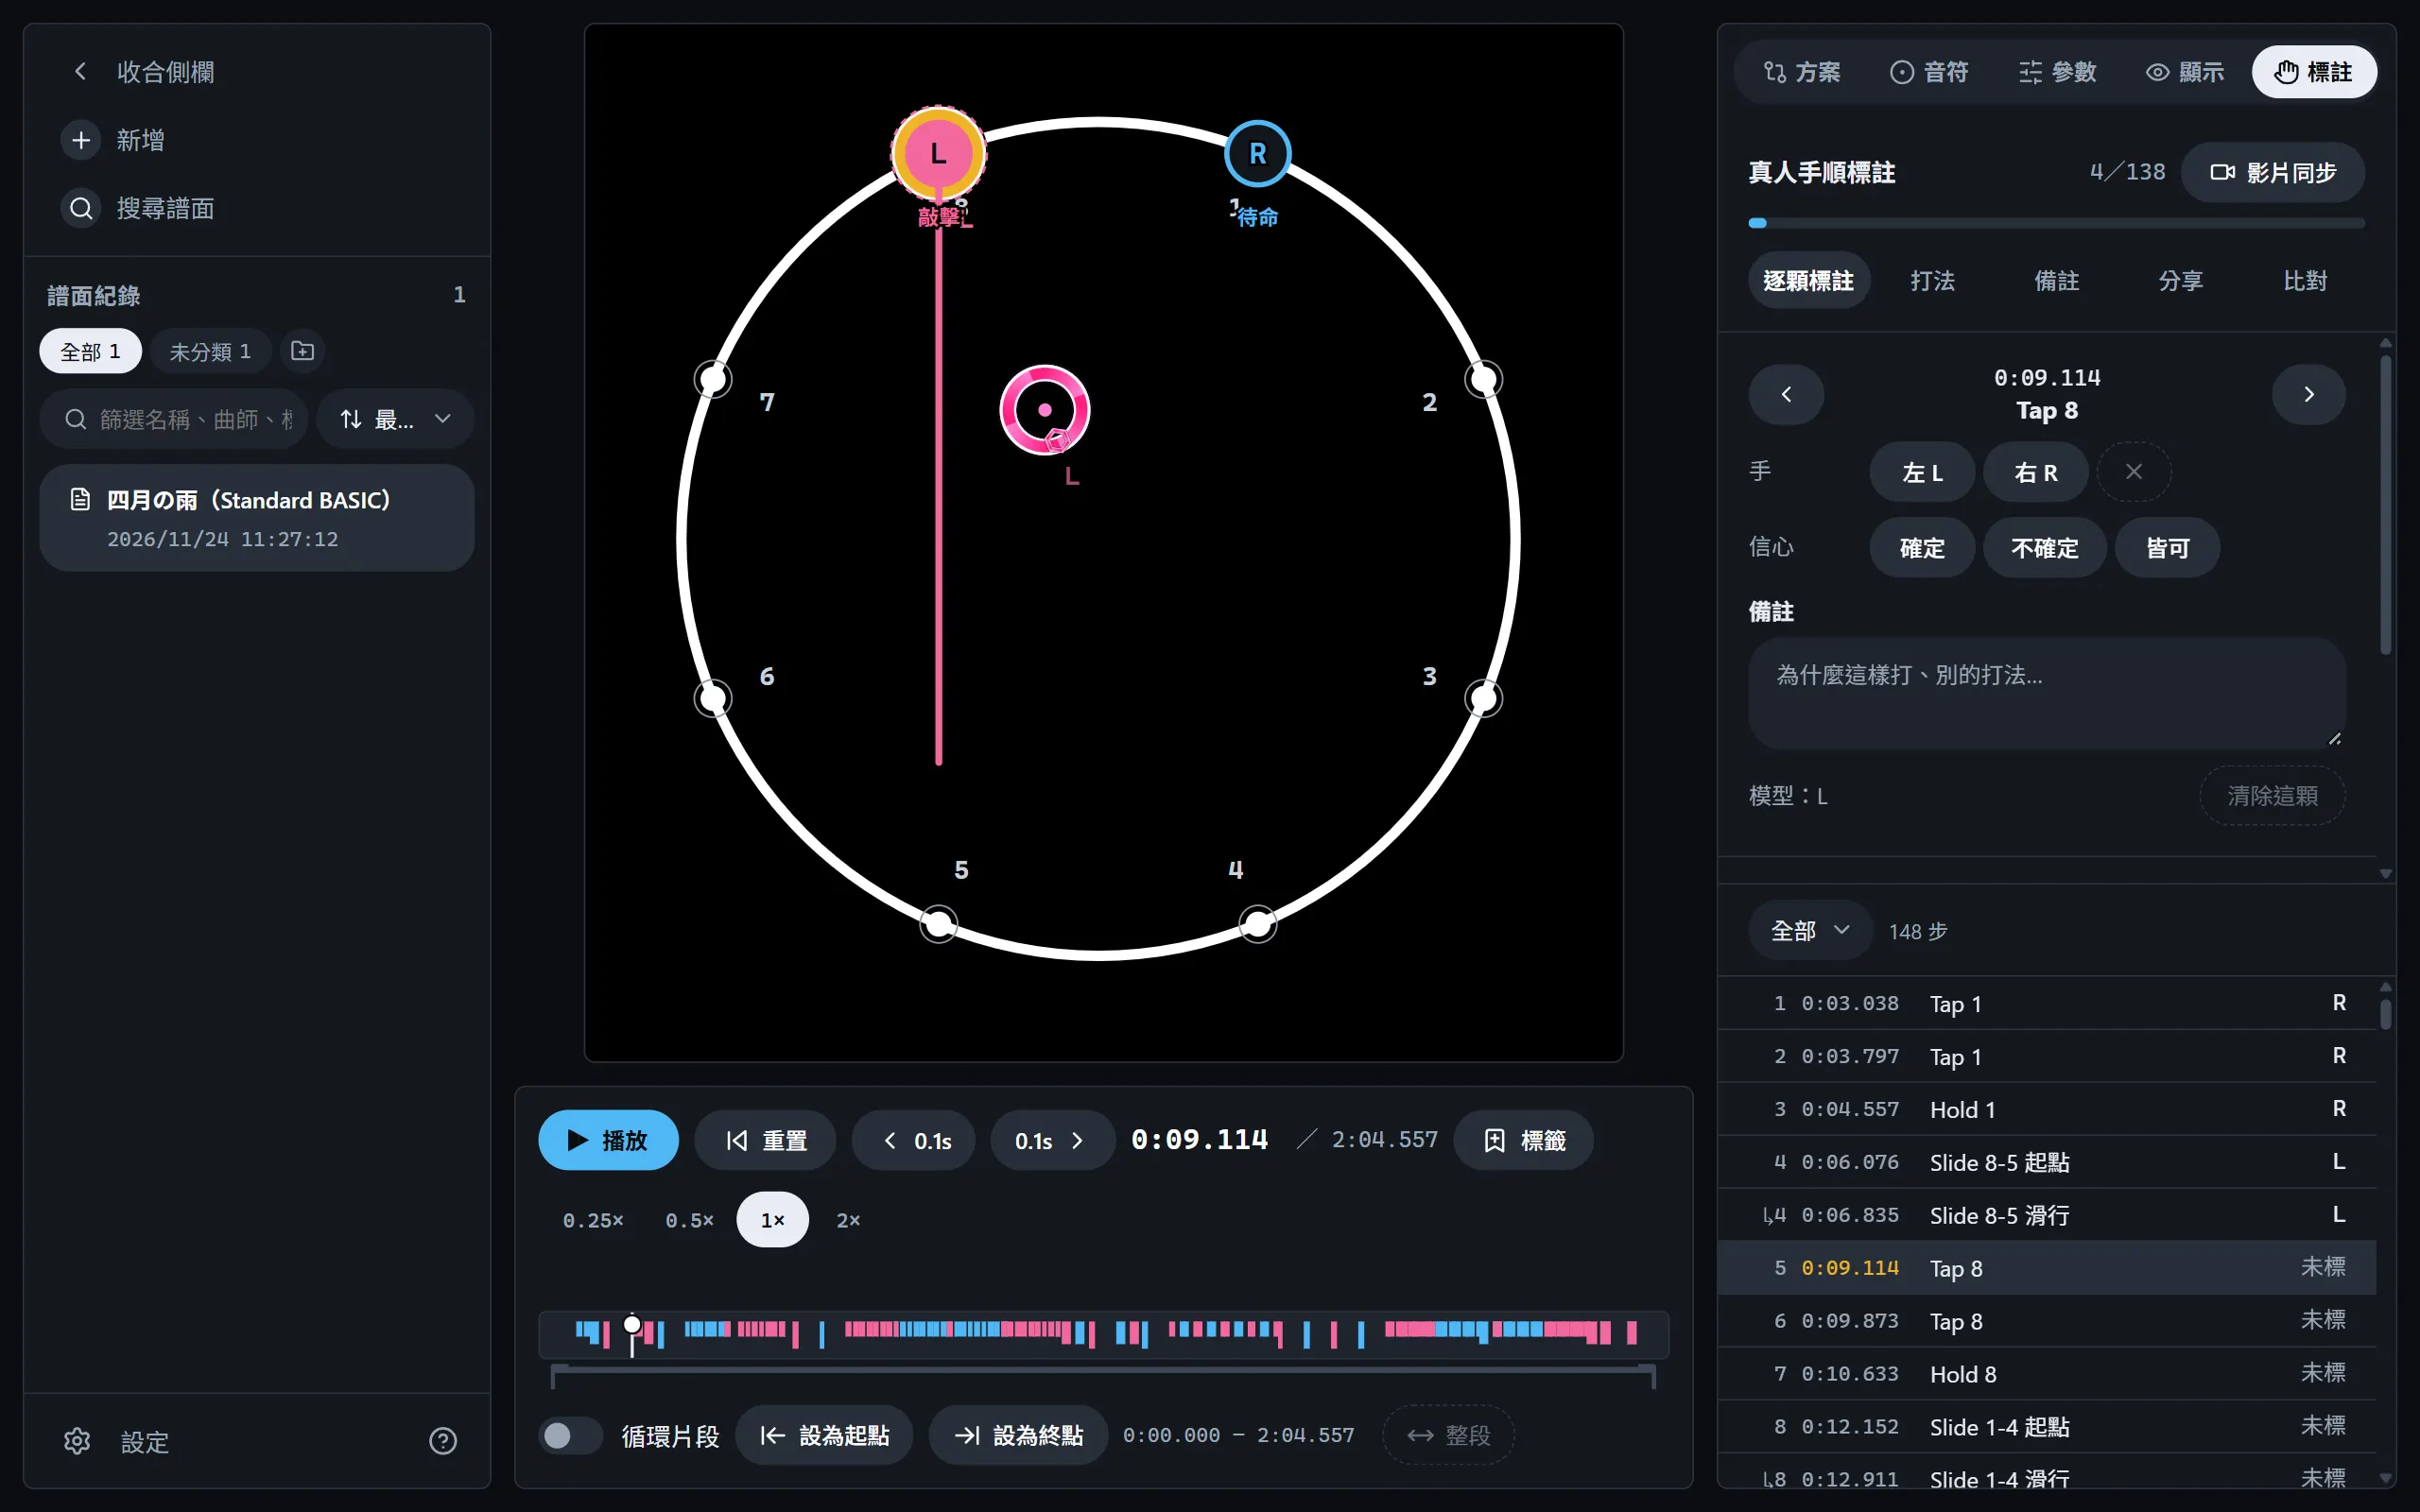 收合側欄
新增
搜尋譜面
譜面紀錄 1
全部 1
未分類 1
篩選名稱、曲師、
最...
四月の雨（Standard BASIC）
2026/11/24 11:27:12
設定
L
R
敲擊
L
1
待命
7
2
L
6
3
5
4
播放
重置
0.1s
0.1s
0:09.114 ／ 2:04.557
標籤
0.25×
0.5×
1×
2×
循環片段
設為起點
設為終點
0:00.000 – 2:04.557
整段
方案
音符
參數
顯示
標註
真人手順標註
4／138
影片同步
逐顆標註
打法
備註
分享
比對
0:09.114
Tap 8
手
左 L
右 R
信心
確定
不確定
皆可
備註
為什麼這樣打、別的打法...
模型：L
清除這顆
全部
148 步
1 0:03.038 Tap 1 R
2 0:03.797 Tap 1 R
3 0:04.557 Hold 1 R
4 0:06.076 Slide 8-5 起點 L
↳4 0:06.835 Slide 8-5 滑行 L
5 0:09.114 Tap 8 未標
6 0:09.873 Tap 8 未標
7 0:10.633 Hold 8 未標
8 0:12.152 Slide 1-4 起點 未標
↳8 0:12.911 Slide 1-4 滑行 未標